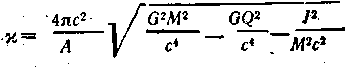 ϰ = 4πc²/A √(G²M²/c⁴ — GQ²/c⁴ — J²/M²c²)